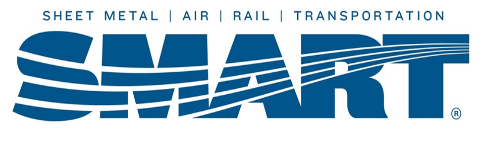 SHEET METAL | AIR | RAIL | TRANSPORTATION
SMART®